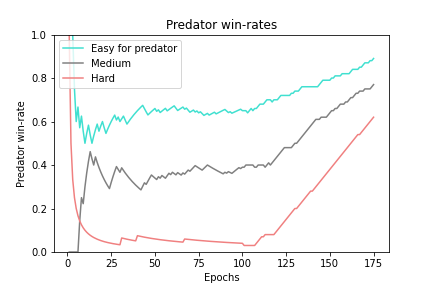 Predator win-rates
Predator win-rate
1.0
0.8
0.6
0.4
0.2
0.0
Easy for predator
Medium
Hard
0 25 50 75 100 125 150 175
Epochs